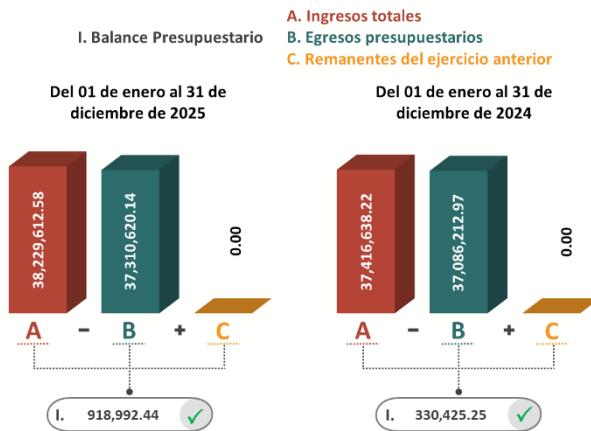 A. Ingresos totales
I. Balance Presupuestario
B. Egresos presupuestarios
C. Remanentes del ejercicio anterior
Del 01 de enero al 31 de
diciembre de 2025
38,229,612.58
37,310,620.14
0.00
A – B + C
I. 918,992.44
Del 01 de enero al 31 de
diciembre de 2024
37,416,638.22
37,086,212.97
0.00
A – B + C
I. 330,425.25